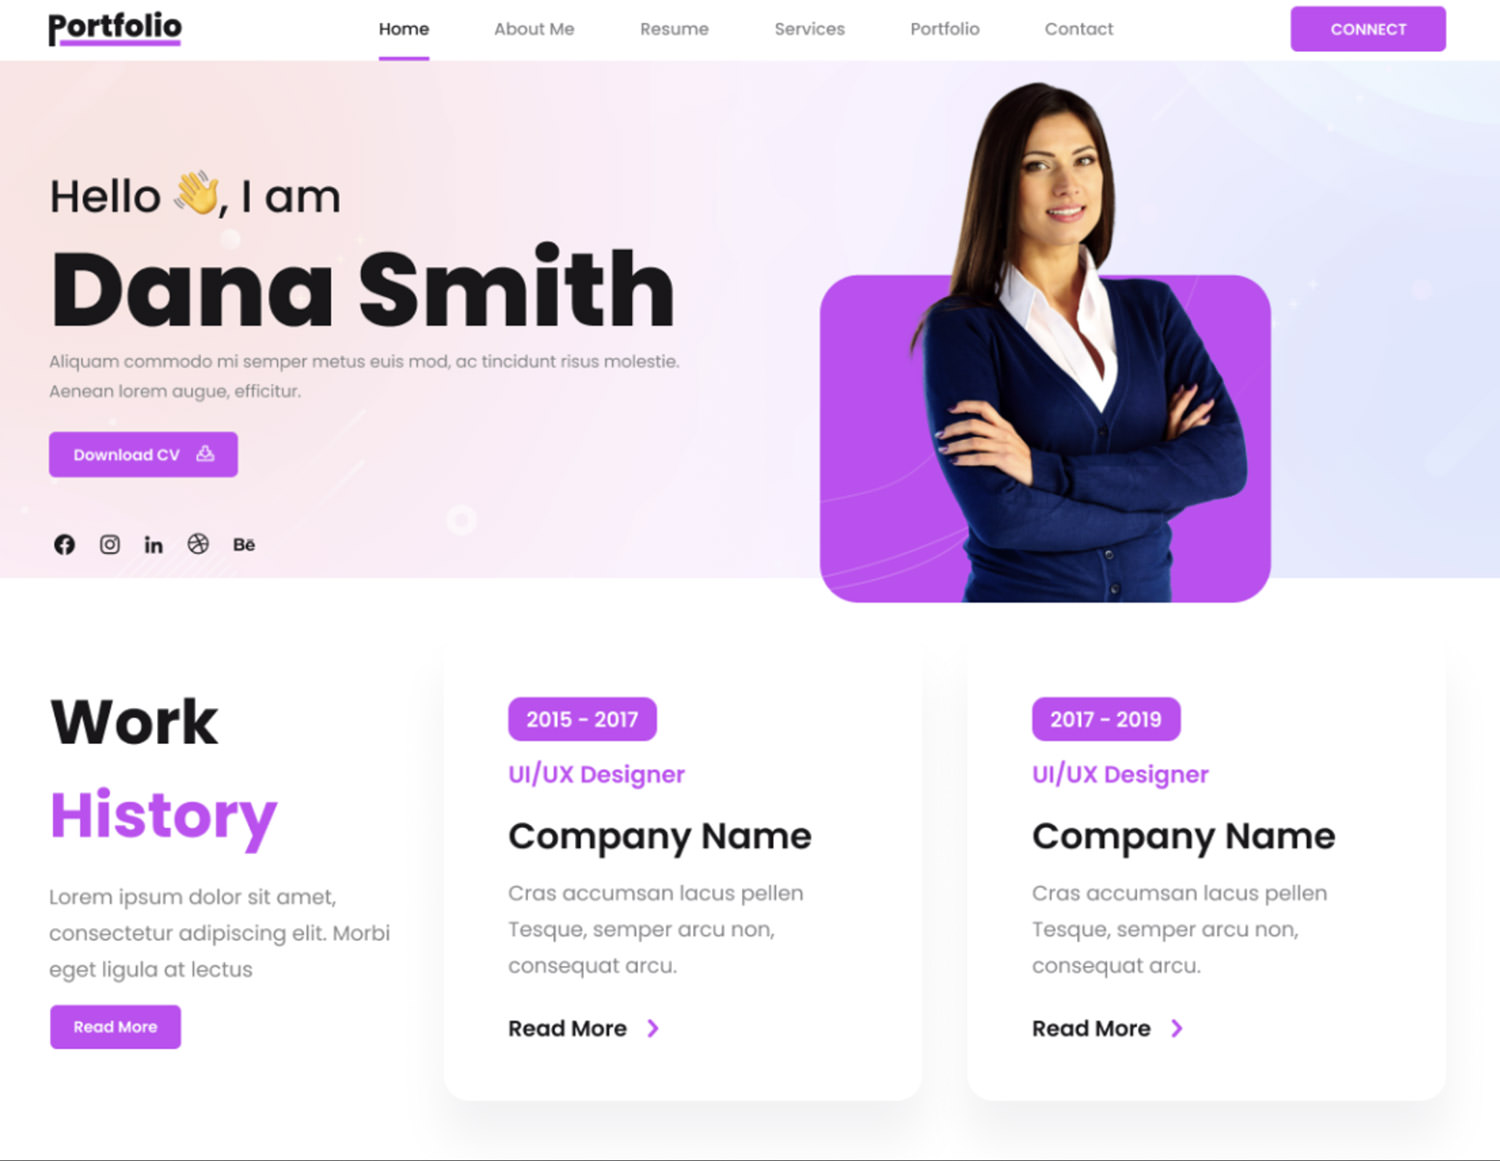 Portfolio
Home
About Me
Resume
Services
Portfolio
Contact
CONNECT
Hello 👋, I am
Dana Smith
Aliquam commodo mi semper metus euis mod, ac tincidunt risus molestie.
Aenean lorem augue, efficitur.
Download CV
in
Bē
Work
History
Lorem ipsum dolor sit amet,
consectetur adipiscing elit. Morbi
eget ligula at lectus
Read More
2015 - 2017
UI/UX Designer
Company Name
Cras accumsan lacus pellen
Tesque, semper arcu non,
consequat arcu.
Read More
2017 - 2019
UI/UX Designer
Company Name
Cras accumsan lacus pellen
Tesque, semper arcu non,
consequat arcu.
Read More